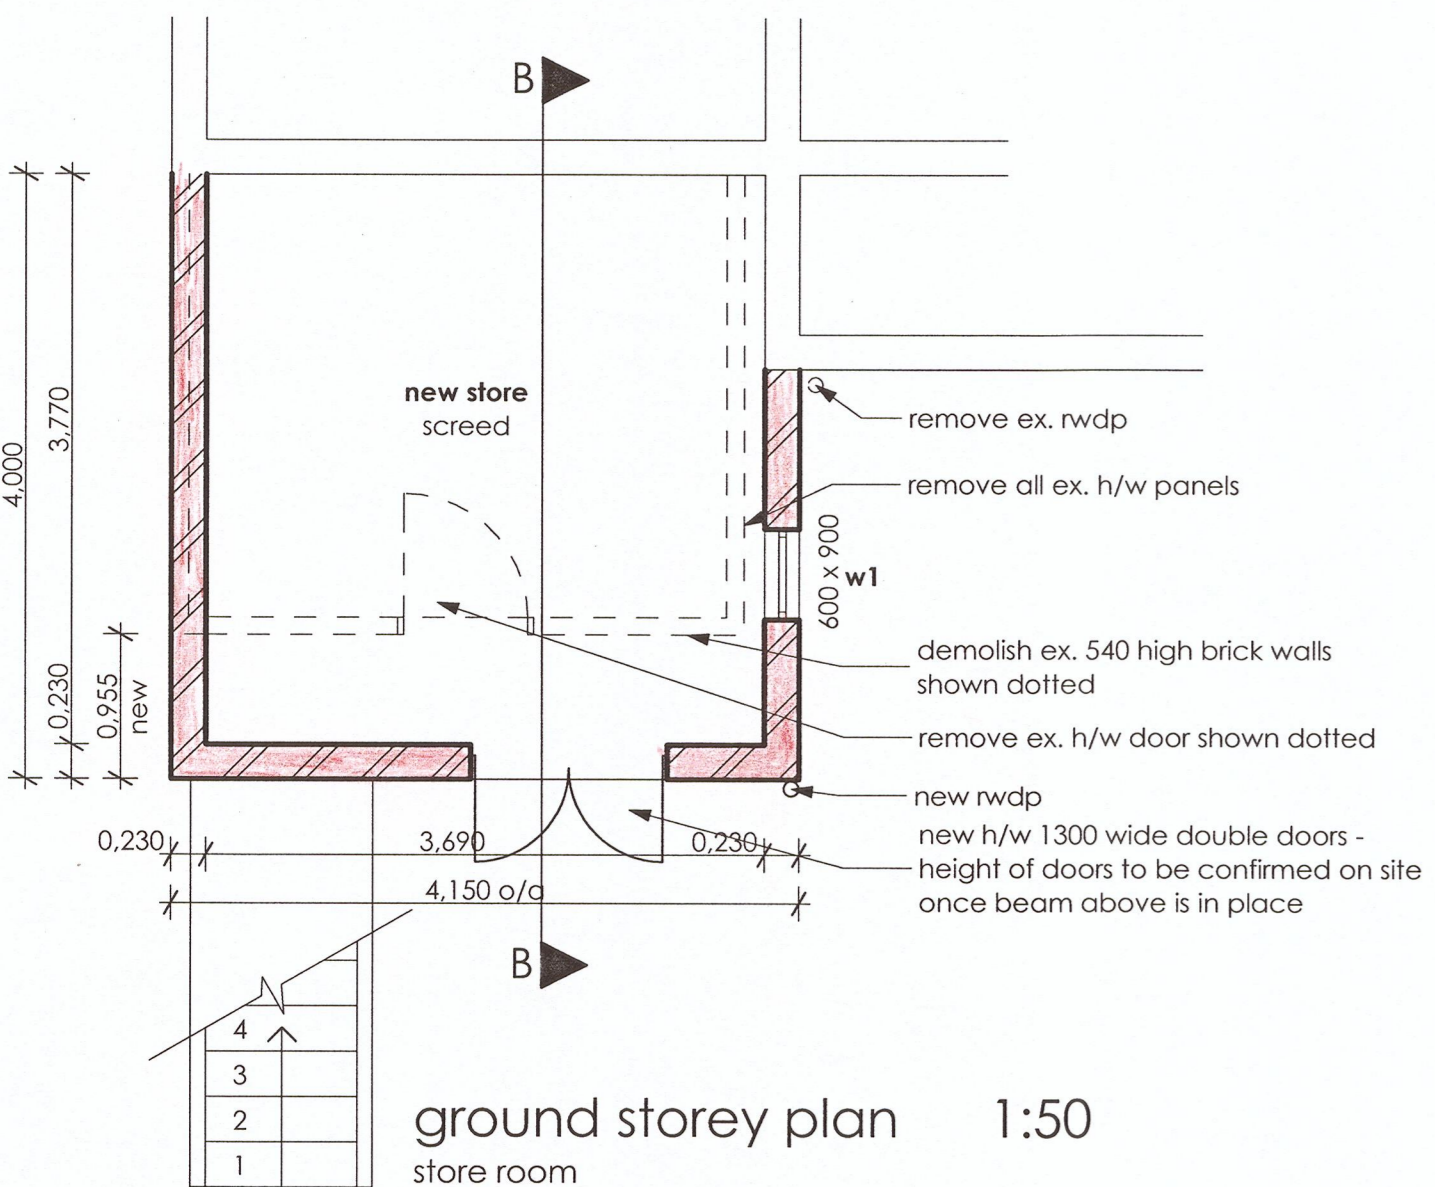 B
new store
screed
remove ex. rwdp
remove all ex. h/w panels
600 x 900
w1
demolish ex. 540 high brick walls
shown dotted
remove ex. h/w door shown dotted
new rwdp
new h/w 1300 wide double doors -
height of doors to be confirmed on site
once beam above is in place
4,000
3,770
0,230
0,955
new
0,230
3,690
0,230
4,150 o/a
B
4
3
2
1
ground storey plan 1:50
store room